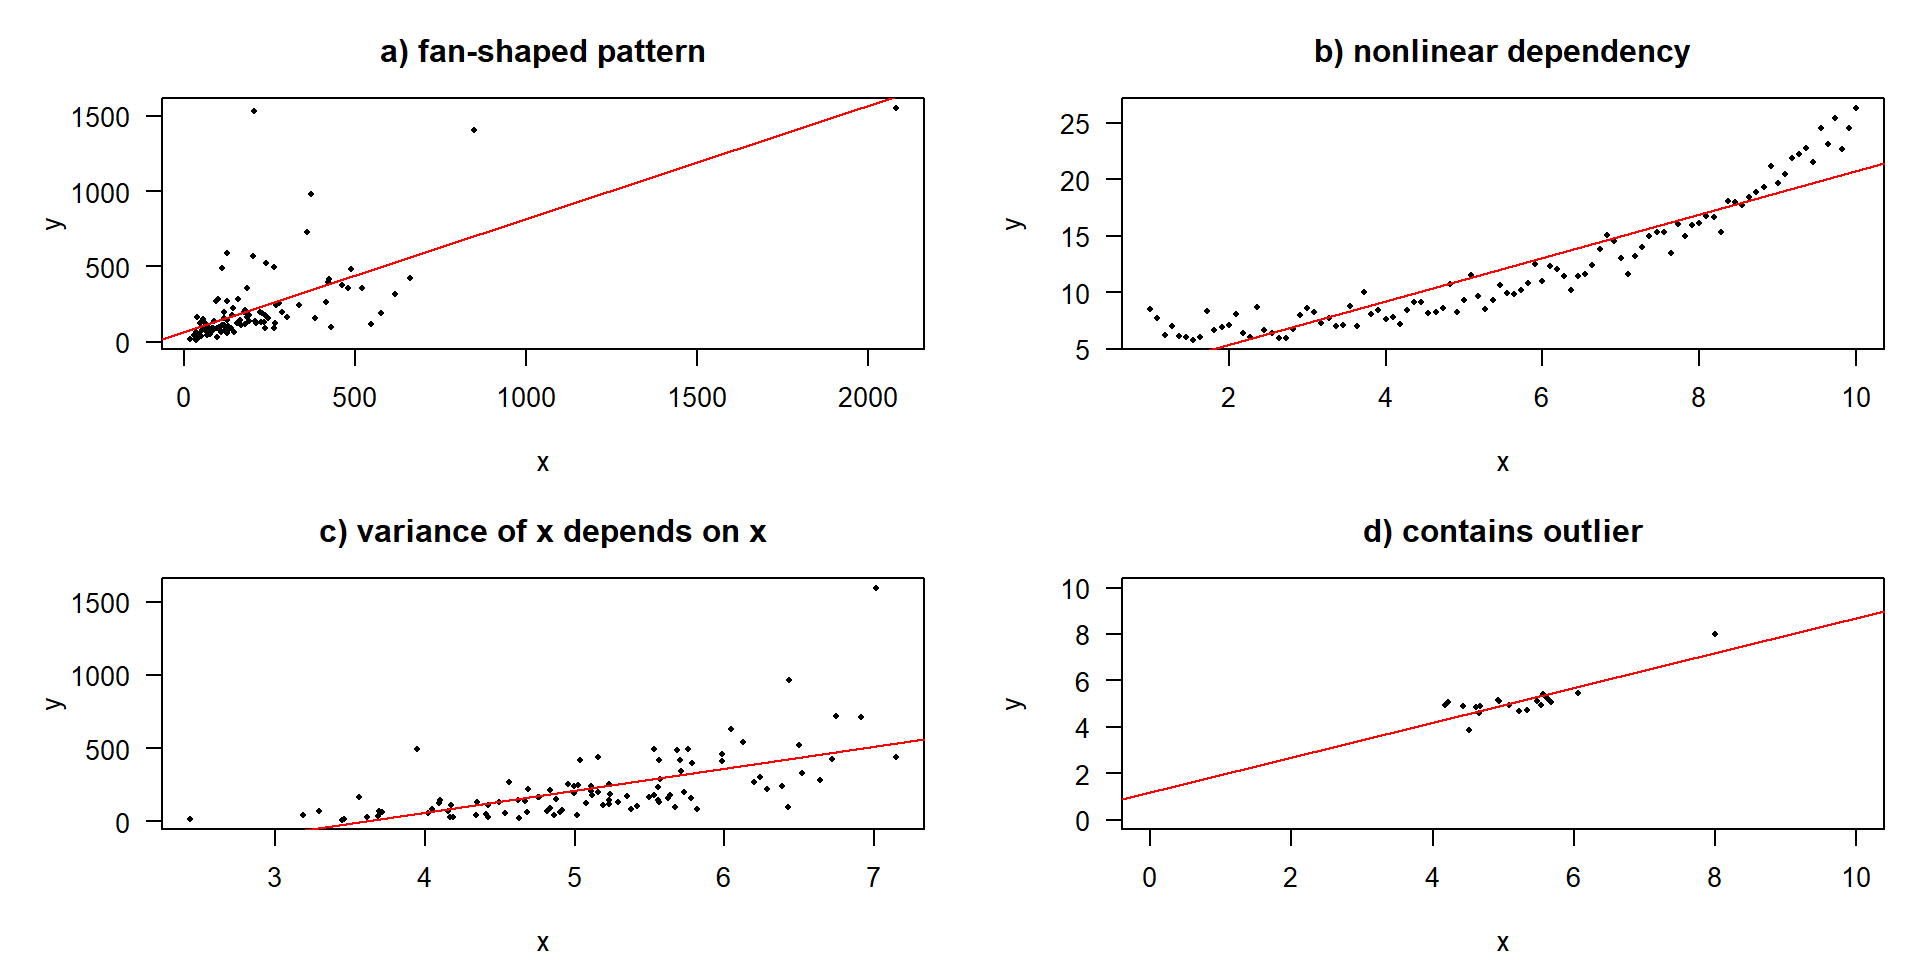 a) fan-shaped pattern
1500
1000
500
0
y
0 500 1000 1500 2000
x
b) nonlinear dependency
25
20
15
10
5
y
2 4 6 8 10
x
c) variance of x depends on x
1500
1000
500
0
y
3 4 5 6 7
x
d) contains outlier
10
8
6
4
2
0
y
0 2 4 6 8 10
x